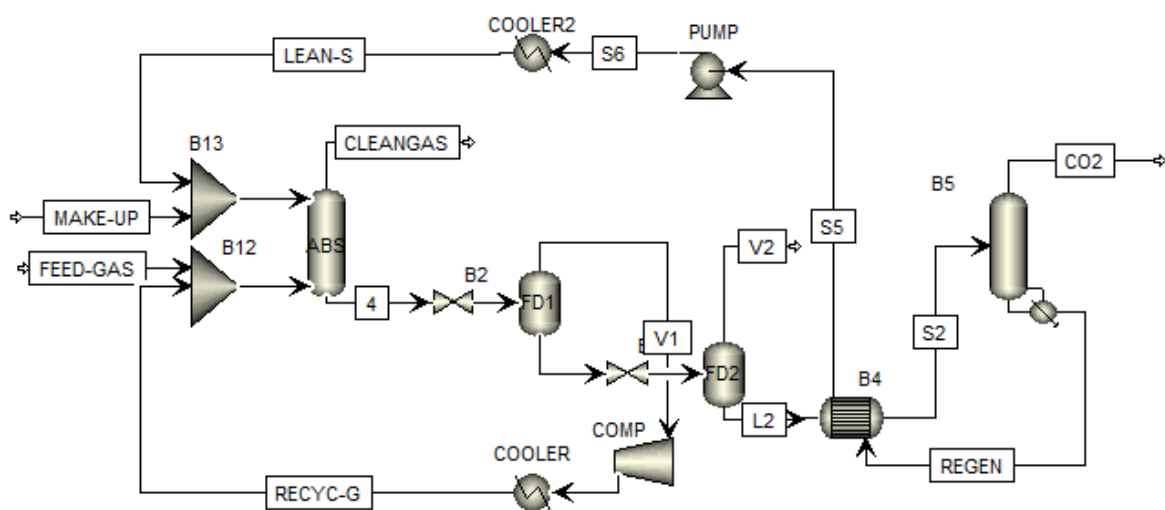 COOLER2
PUMP
LEAN-S
S6
B13
CLEANGAS
CO2
B5
MAKE-UP
B12
ABS
V2
S5
FEED-GAS
B2
4
FD1
V1
S2
FD2
B4
L2
COMP
COOLER
REGEN
RECYC-G